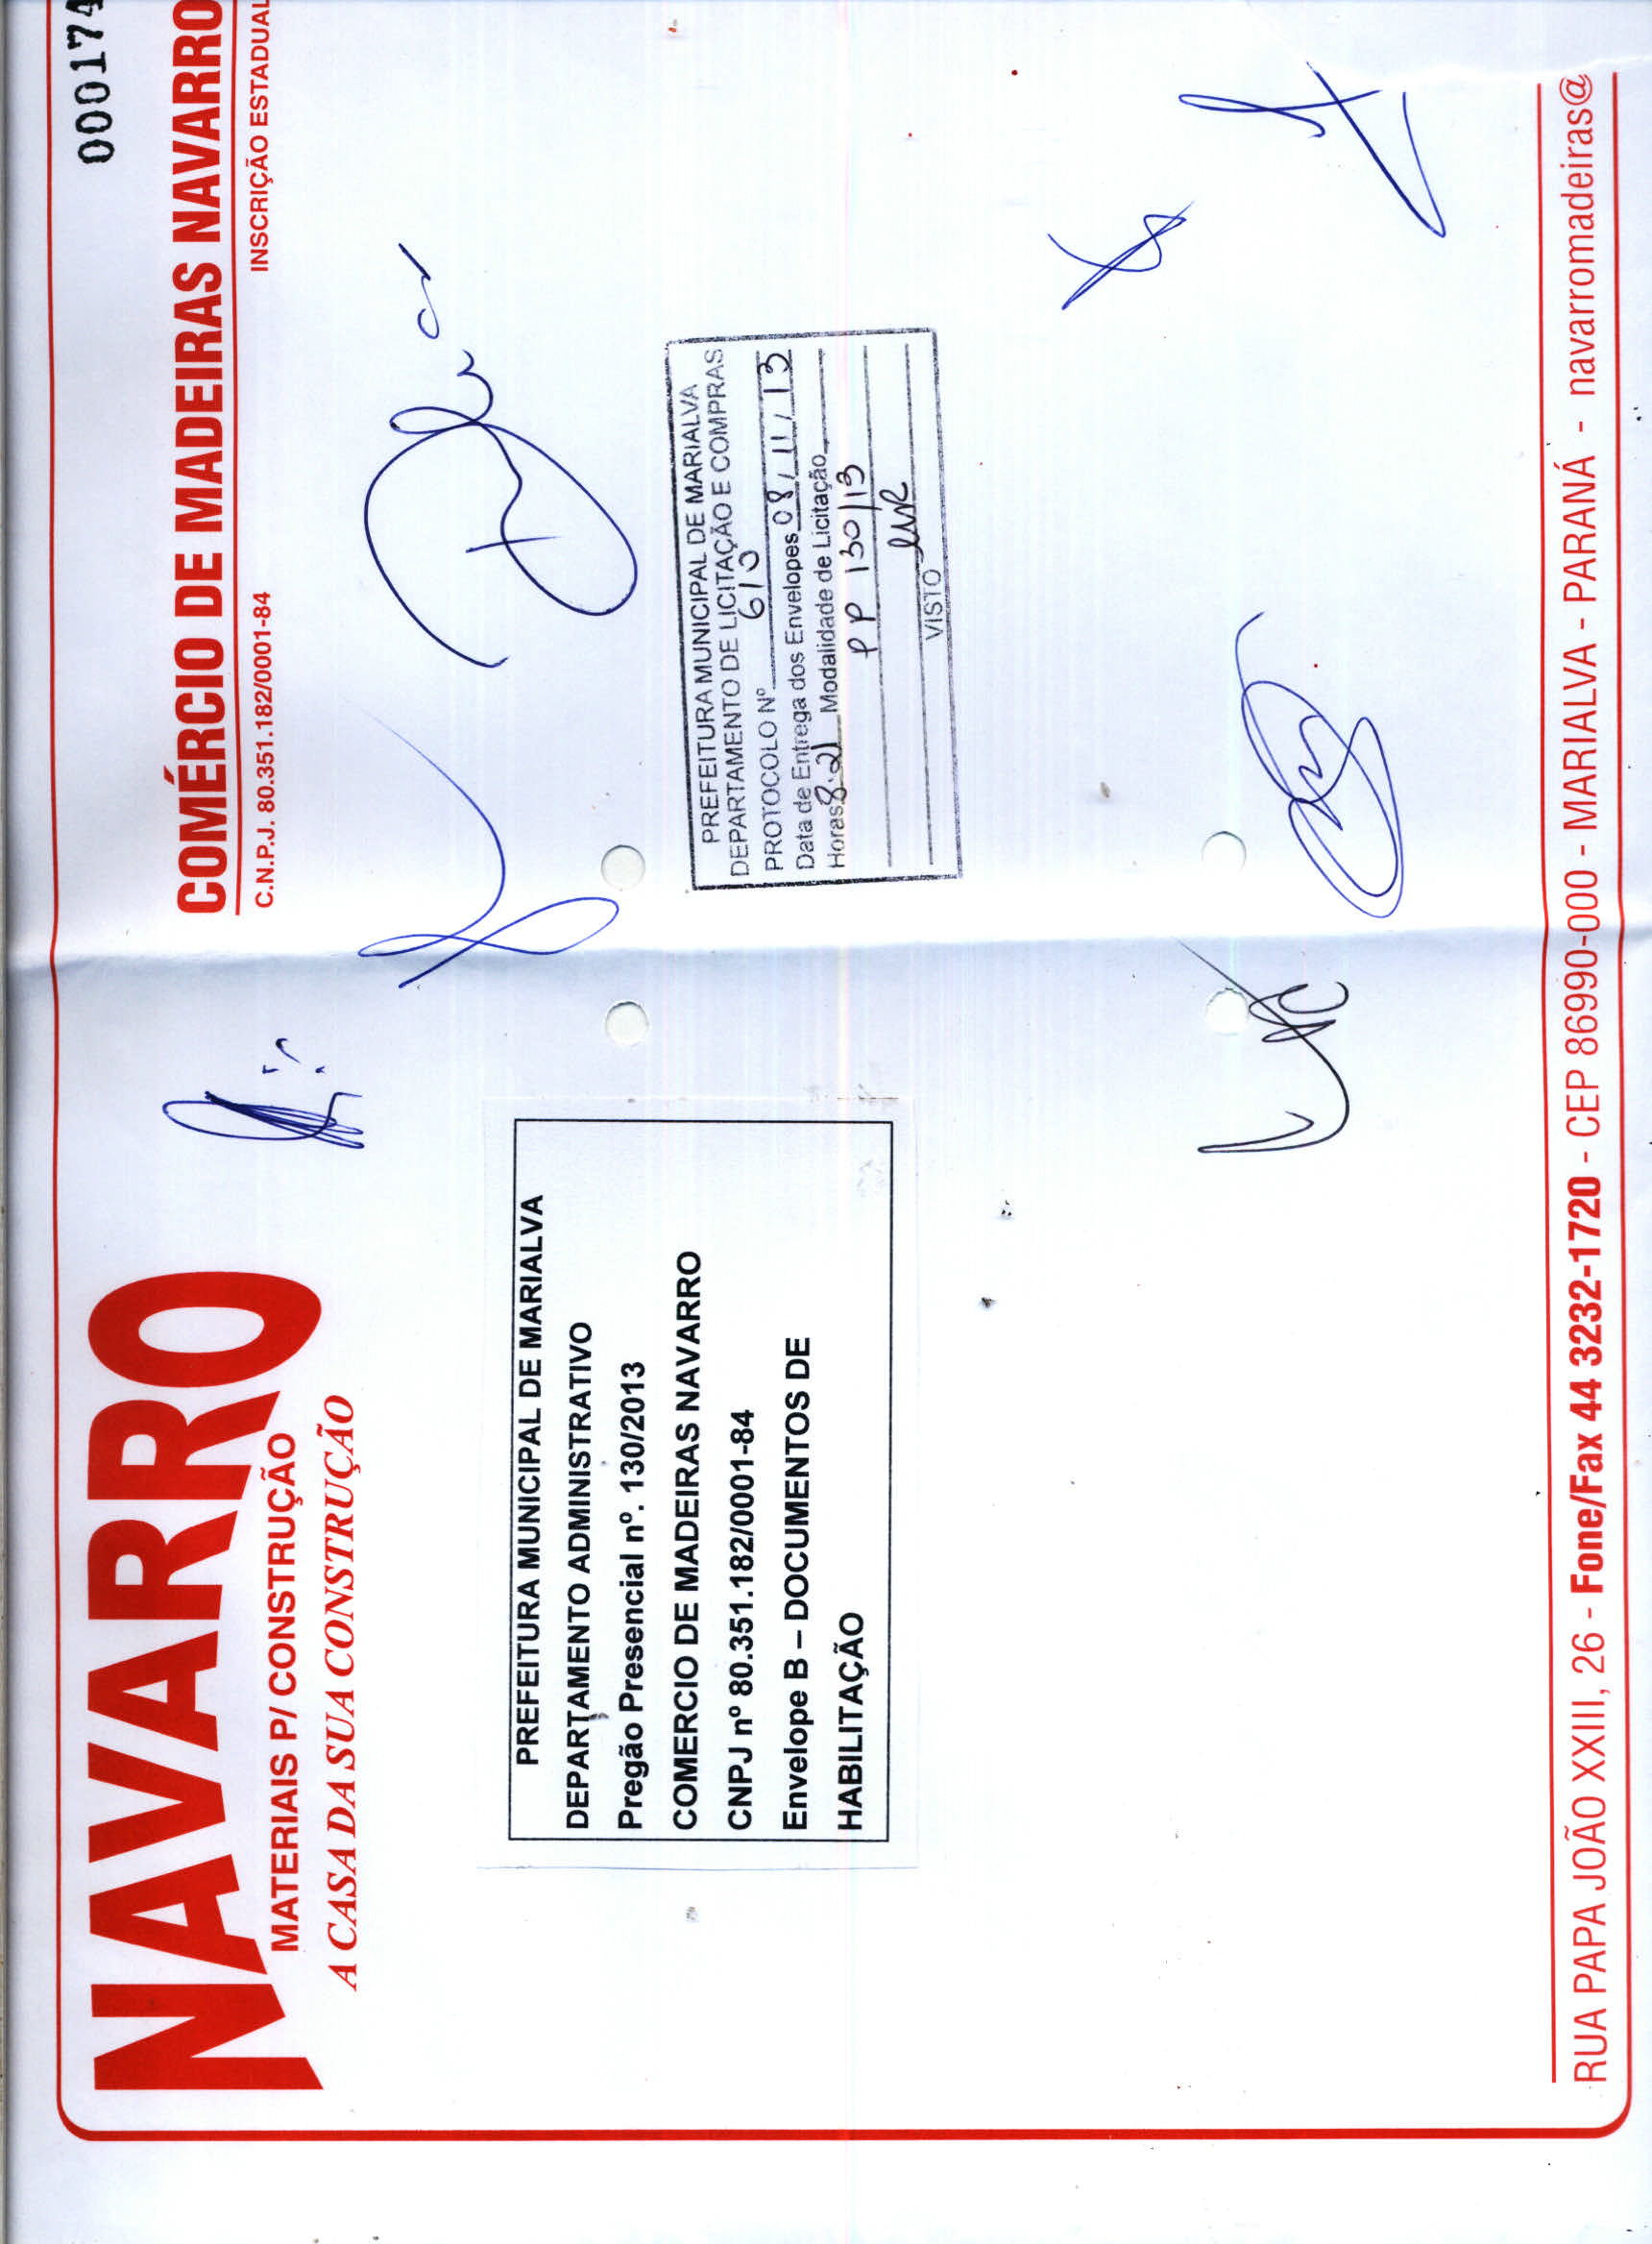 000174
NAVARRO
MATERIAIS P/ CONSTRUÇÃO
A CASA DA SUA CONSTRUÇÃO
COMÉRCIO DE MADEIRAS NAVARRO
C.N.P.J. 80.351.182/0001-84 INSCRIÇÃO ESTADUAL
PREFEITURA MUNICIPAL DE MARIALVA
DEPARTAMENTO ADMINISTRATIVO
Pregão Presencial nº. 130/2013
COMERCIO DE MADEIRAS NAVARRO
CNPJ nº 80.351.182/0001-84
Envelope B – DOCUMENTOS DE
HABILITAÇÃO
PREFEITURA MUNICIPAL DE MARIALVA
DEPARTAMENTO DE LICITAÇÃO E COMPRAS
PROTOCOLO Nº
Data de Entrega dos Envelopes 08/11/13
Horas 8:21 Modalidade de Licitação
PP 130/13
VISTO
RUA PAPA JOÃO XXIII, 26 - Fone/Fax 44 3232-1720 - CEP 86990-000 - MARIALVA - PARANÁ - navarromadeiras@